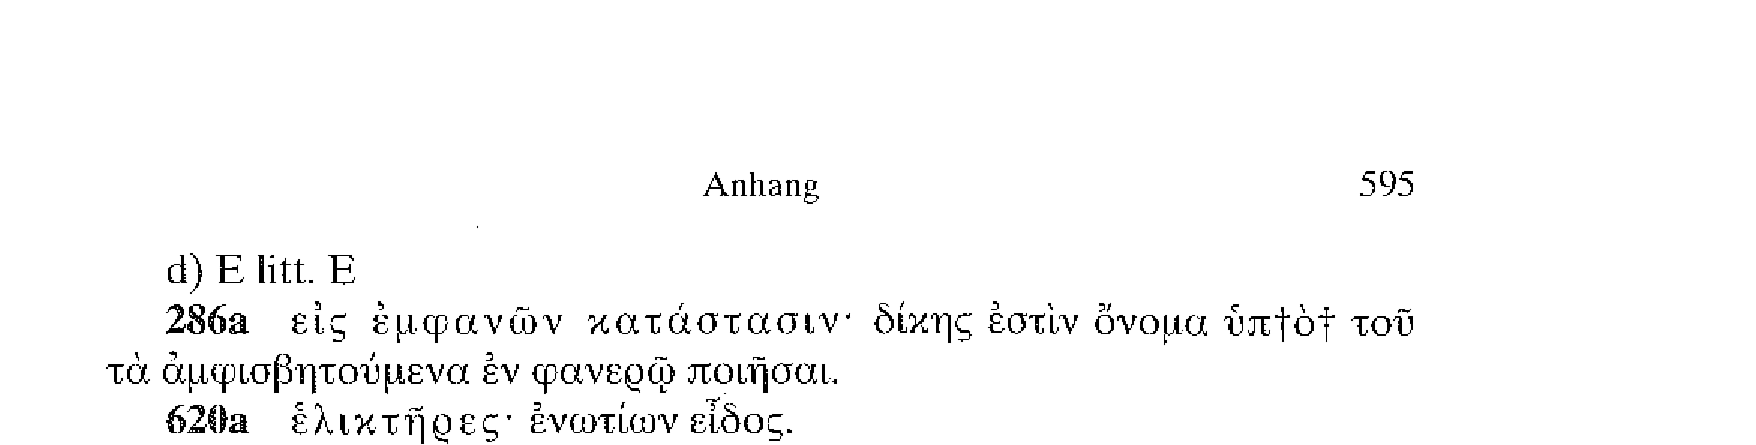 Anhang 595
d) E litt. E
286a εἰς ἐμφανῶν κατάστασιν· δίκης ἐστὶν ὄνομα ὑπ†ὸ† τοῦ
τὰ ἀμφισβητούμενα ἐν φανερῷ ποιῆσαι.
620a ἑλικτῆρες· ἐνωτίων εἶδος.